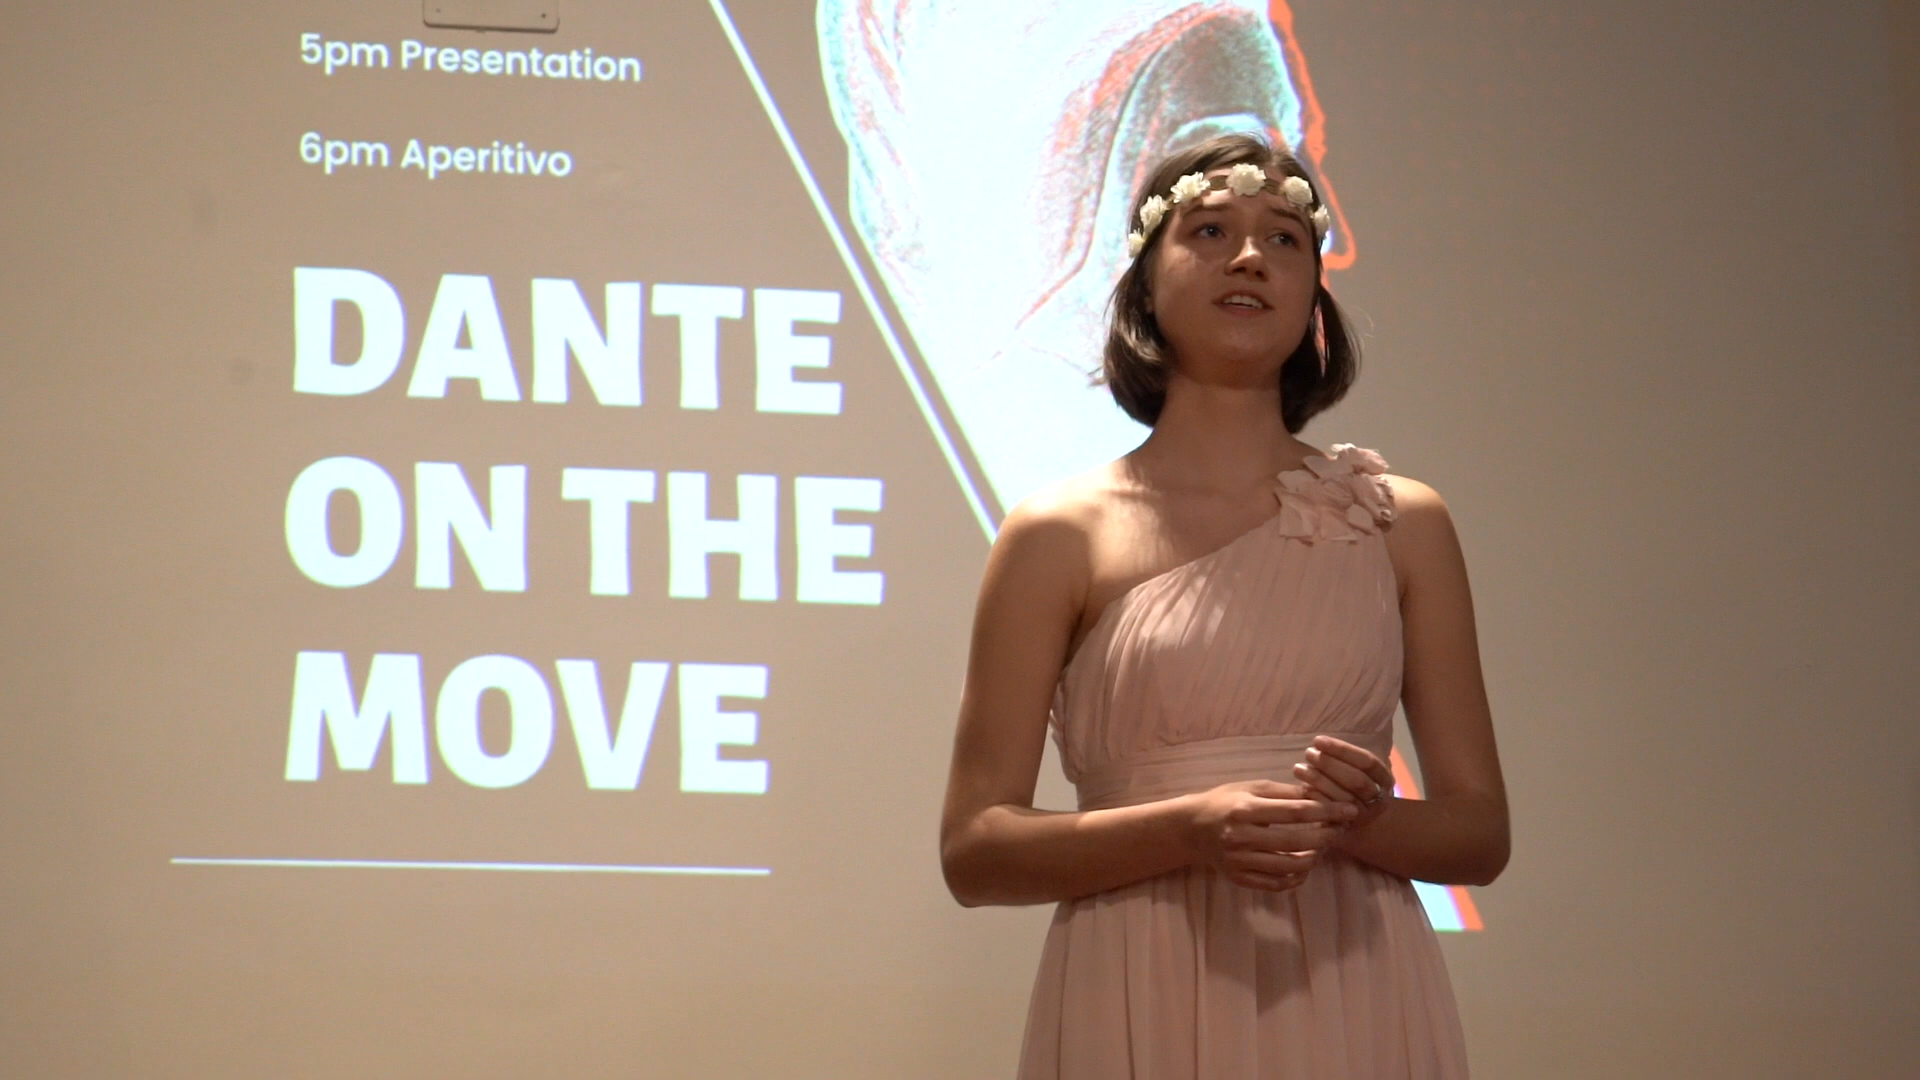 5pm Presentation
6pm Aperitivo
DANTE
ON THE
MOVE